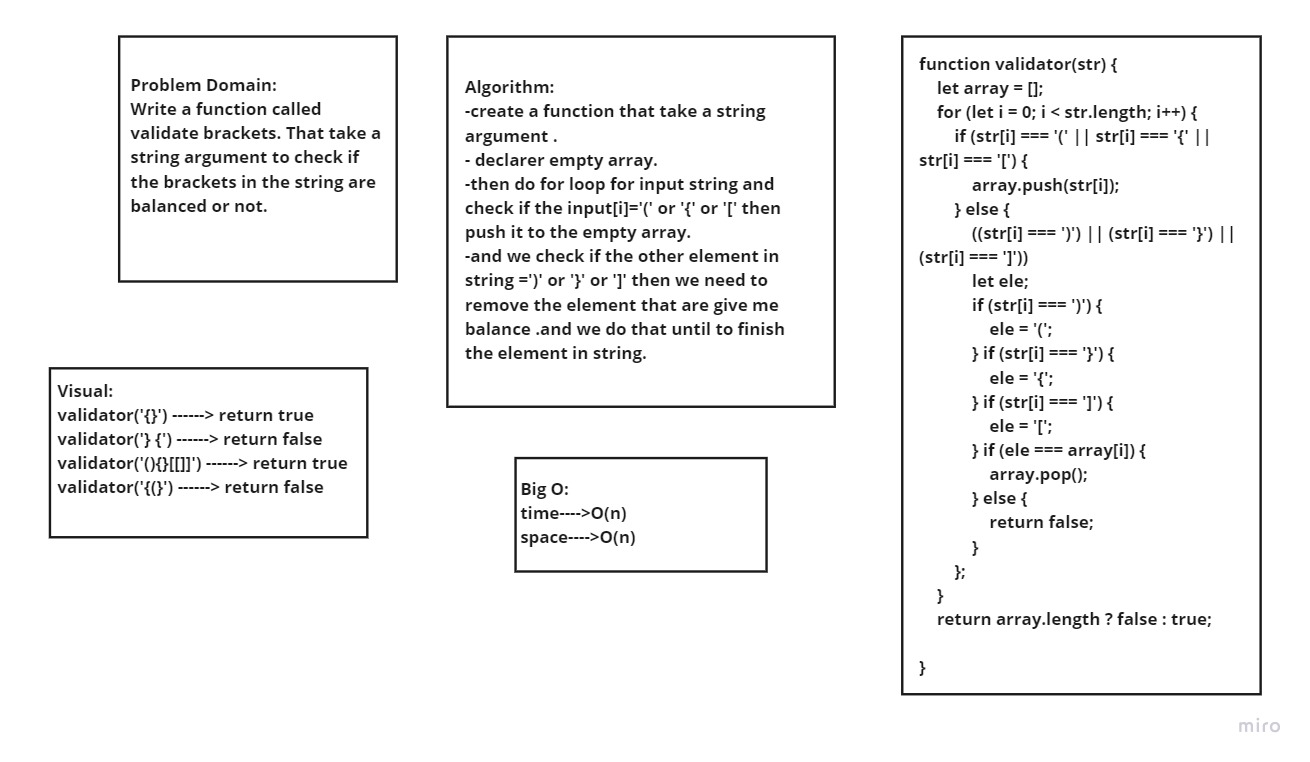 Problem Domain:
Write a function called
validate brackets. That take a
string argument to check if
the brackets in the string are
balanced or not.
Visual:
validator('{}') ------> return true
validator('} {') ------> return false
validator('(){}[[]]') ------> return true
validator('{(}') ------> return false
Algorithm:
-create a function that take a string
argument .
- declarer empty array.
-then do for loop for input string and
check if the input[i]='(' or '{' or '[' then
push it to the empty array.
-and we check if the other element in
string =')' or '}' or ']' then we need to
remove the element that are give me
balance .and we do that until to finish
the element in string.
Big O:
time---->O(n)
space---->O(n)
function validator(str) {
    let array = [];
    for (let i = 0; i < str.length; i++) {
        if (str[i] === '(' || str[i] === '{' ||
str[i] === '[') {
            array.push(str[i]);
        } else {
            ((str[i] === ')') || (str[i] === '}') ||
(str[i] === ']'))
            let ele;
            if (str[i] === ')') {
                ele = '(';
            } if (str[i] === '}') {
                ele = '{';
            } if (str[i] === ']') {
                ele = '[';
            } if (ele === array[i]) {
                array.pop();
            } else {
                return false;
            }
        };
    }
    return array.length ? false : true;
}
miro